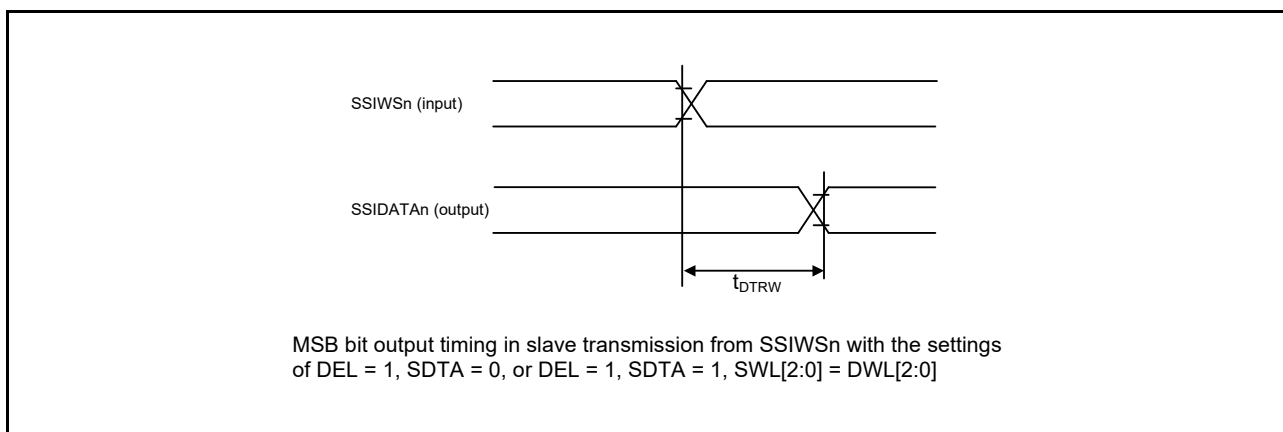 SSIWSn (input)
SSIDATAn (output)
tDTRW
MSB bit output timing in slave transmission from SSIWSn with the settings
of DEL = 1, SDTA = 0, or DEL = 1, SDTA = 1, SWL[2:0] = DWL[2:0]